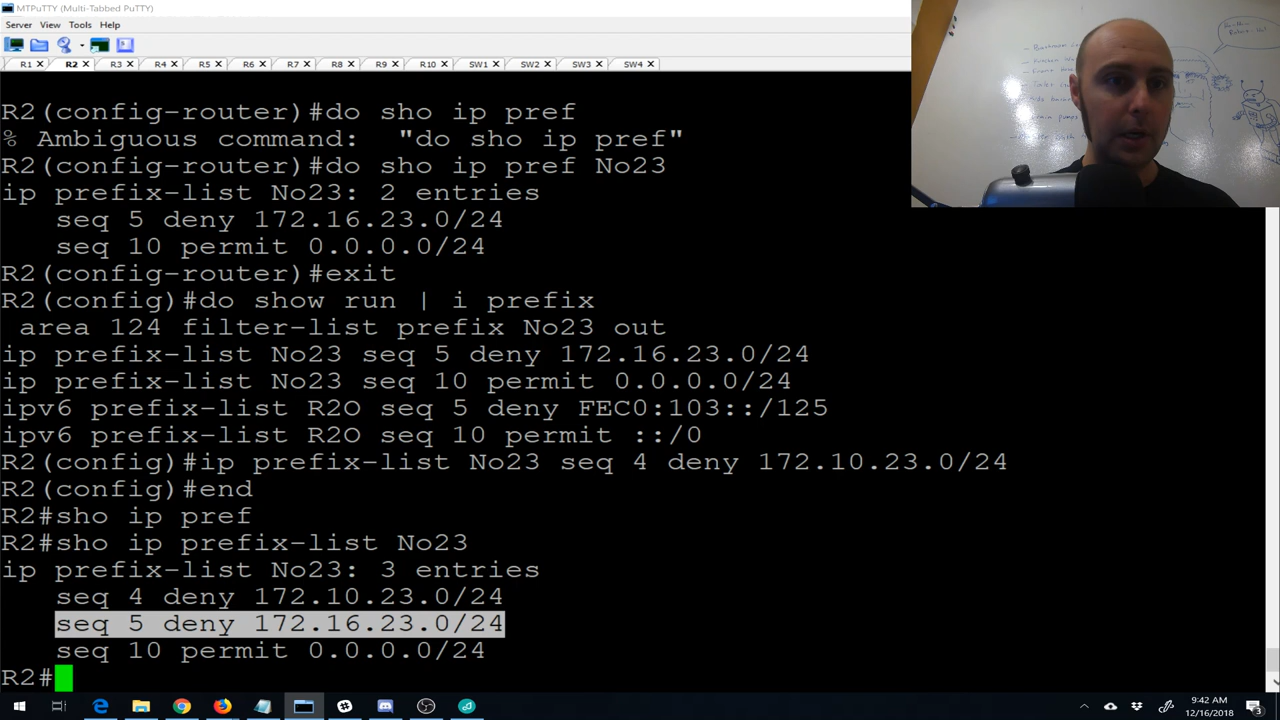 MTPuTTY (Multi-Tabbed PuTTY)
Server View Tools Help
R1 R2 R3 R4 R5 R6 R7 R8 R9 R10 SW1 SW2 SW3 SW4
R2(config-router)#do sho ip pref
% Ambiguous command:  "do sho ip pref"
R2(config-router)#do sho ip pref No23
ip prefix-list No23: 2 entries
   seq 5 deny 172.16.23.0/24
   seq 10 permit 0.0.0.0/24
R2(config-router)#exit
R2(config)#do show run | i prefix
 area 124 filter-list prefix No23 out
ip prefix-list No23 seq 5 deny 172.16.23.0/24
ip prefix-list No23 seq 10 permit 0.0.0.0/24
ipv6 prefix-list R2O seq 5 deny FEC0:103::/125
ipv6 prefix-list R2O seq 10 permit ::/0
R2(config)#ip prefix-list No23 seq 4 deny 172.10.23.0/24
R2(config)#end
R2#sho ip pref
R2#sho ip prefix-list No23
ip prefix-list No23: 3 entries
   seq 4 deny 172.10.23.0/24
   seq 5 deny 172.16.23.0/24
   seq 10 permit 0.0.0.0/24
R2#
9:42 AM
12/16/2018
3